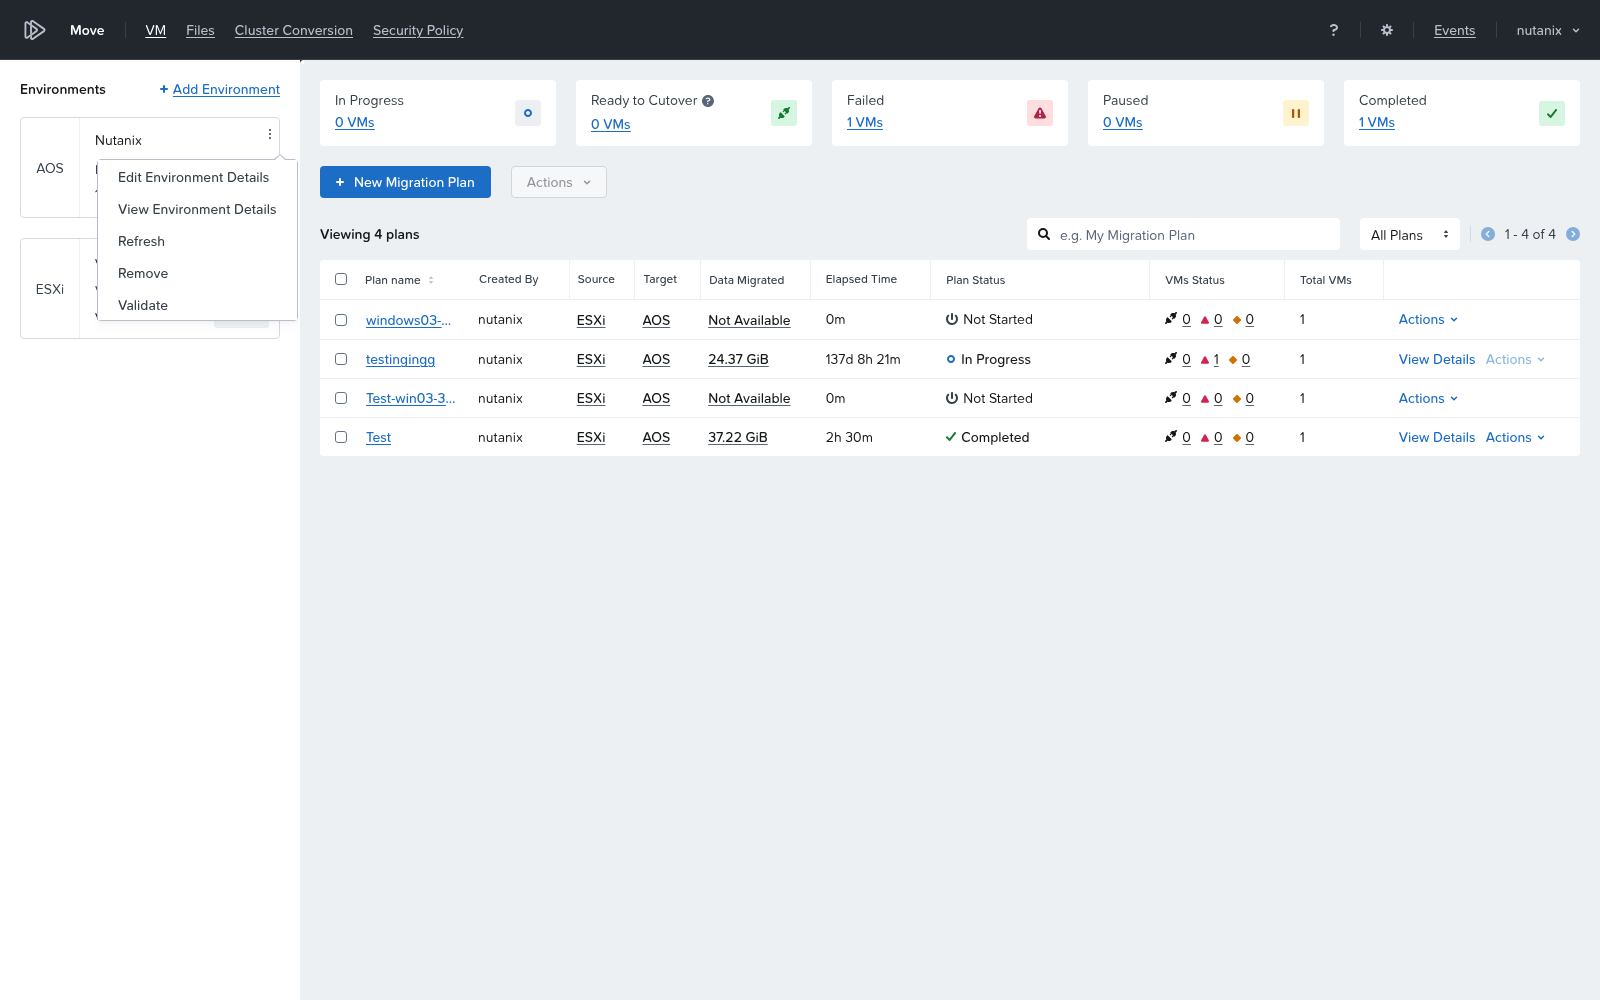 Move VM Files Cluster Conversion Security Policy ? Events nutanix
Environments + Add Environment
AOS
Nutanix
Edit Environment Details
View Environment Details
Refresh
Remove
Validate
ESXi
In Progress
0 VMs
Ready to Cutover ?
0 VMs
Failed
1 VMs
Paused
0 VMs
Completed
1 VMs
+ New Migration Plan Actions
Viewing 4 plans e.g. My Migration Plan All Plans 1 - 4 of 4
Plan name Created By Source Target Data Migrated Elapsed Time Plan Status VMs Status Total VMs
windows03-... nutanix ESXi AOS Not Available 0m Not Started 0 0 0 1 Actions
testingingg nutanix ESXi AOS 24.37 GiB 137d 8h 21m In Progress 0 1 0 1 View Details Actions
Test-win03-3... nutanix ESXi AOS Not Available 0m Not Started 0 0 0 1 Actions
Test nutanix ESXi AOS 37.22 GiB 2h 30m Completed 0 0 0 1 View Details Actions